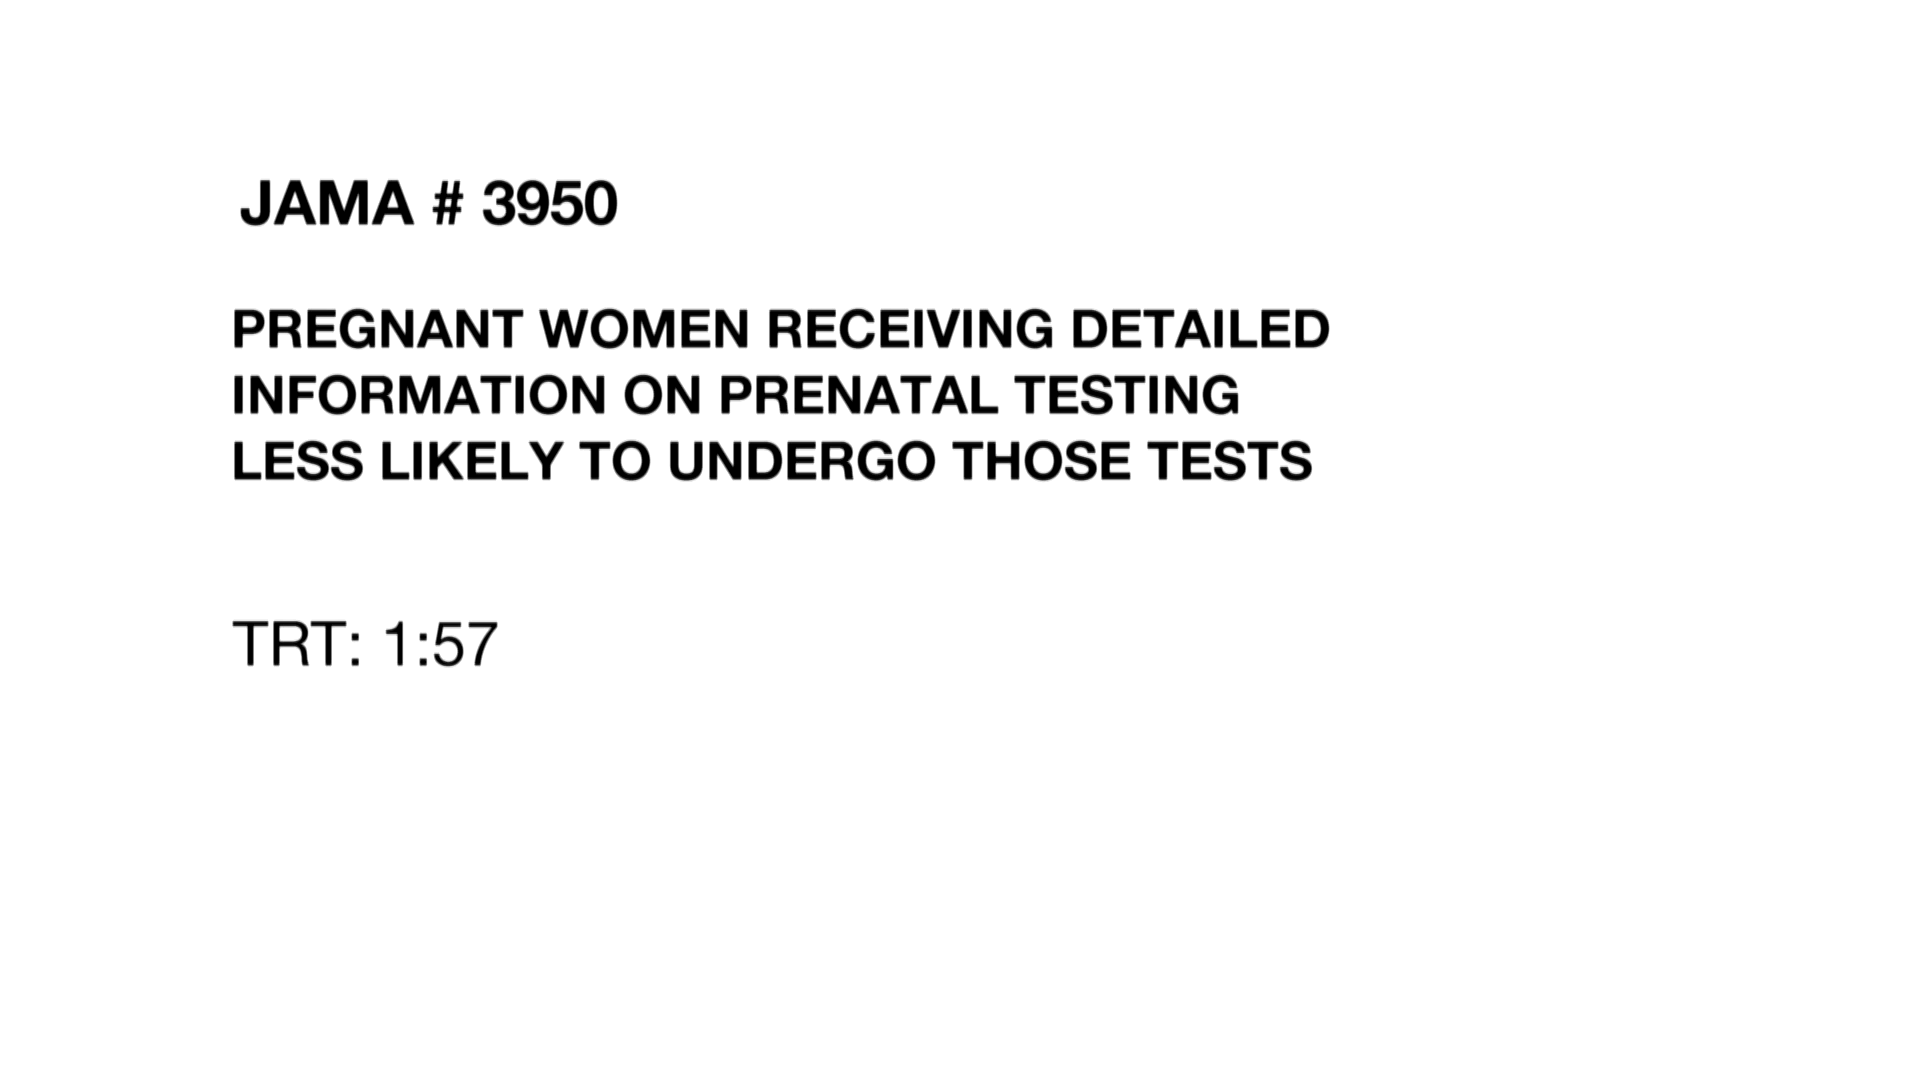 JAMA # 3950
PREGNANT WOMEN RECEIVING DETAILED
INFORMATION ON PRENATAL TESTING
LESS LIKELY TO UNDERGO THOSE TESTS
TRT: 1:57